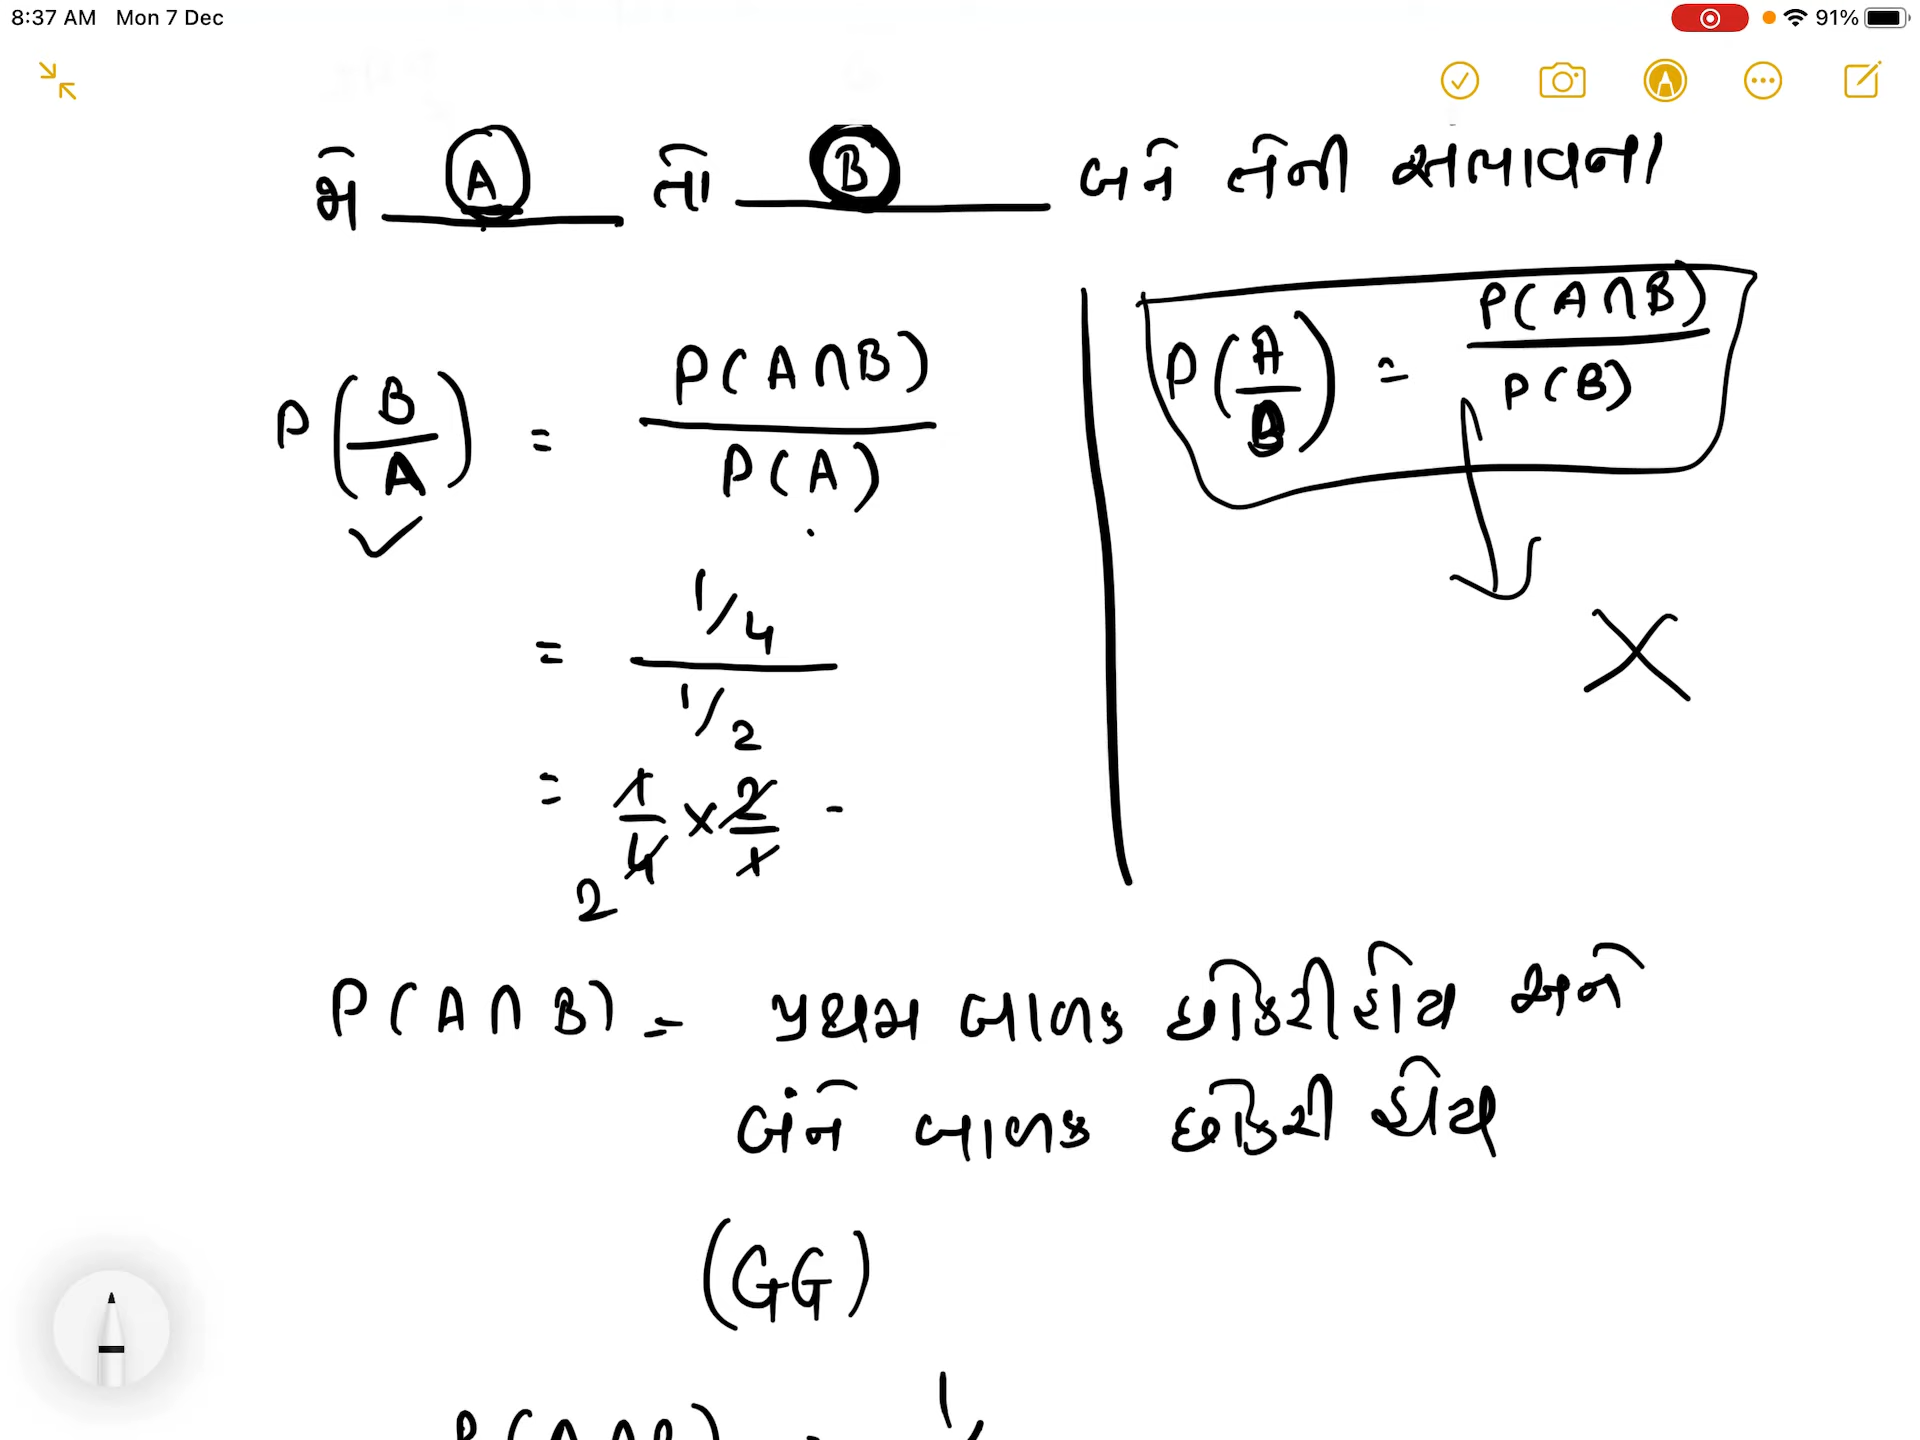 8:37 AM Mon 7 Dec 91%
જો A તો B બને તેની સંભાવના
P(B/A) = P(A∩B)/P(A)
= 1/4 / 1/2
= 1/4 × 2/1 -
2
P(A/B) = P(A∩B)/P(B)
P(A∩B) = પ્રથમ બાળક છોકરી હોય અને
બંને બાળક છોકરી હોય
(GG)